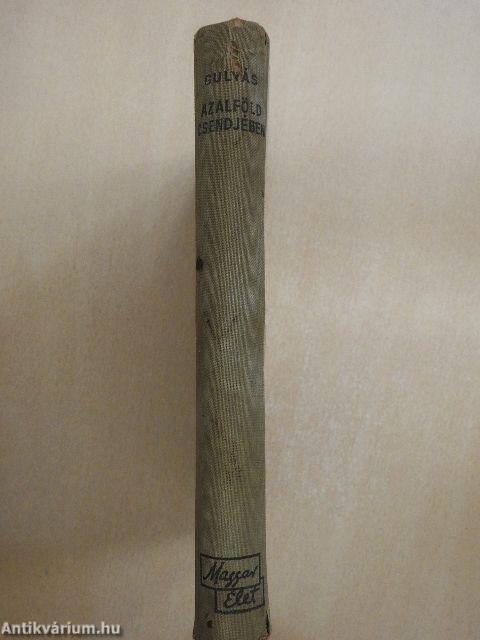 GULYÁS
AZ ALFÖLD
CSENDJÉBEN
Magyar
Élet
Antikvárium.hu